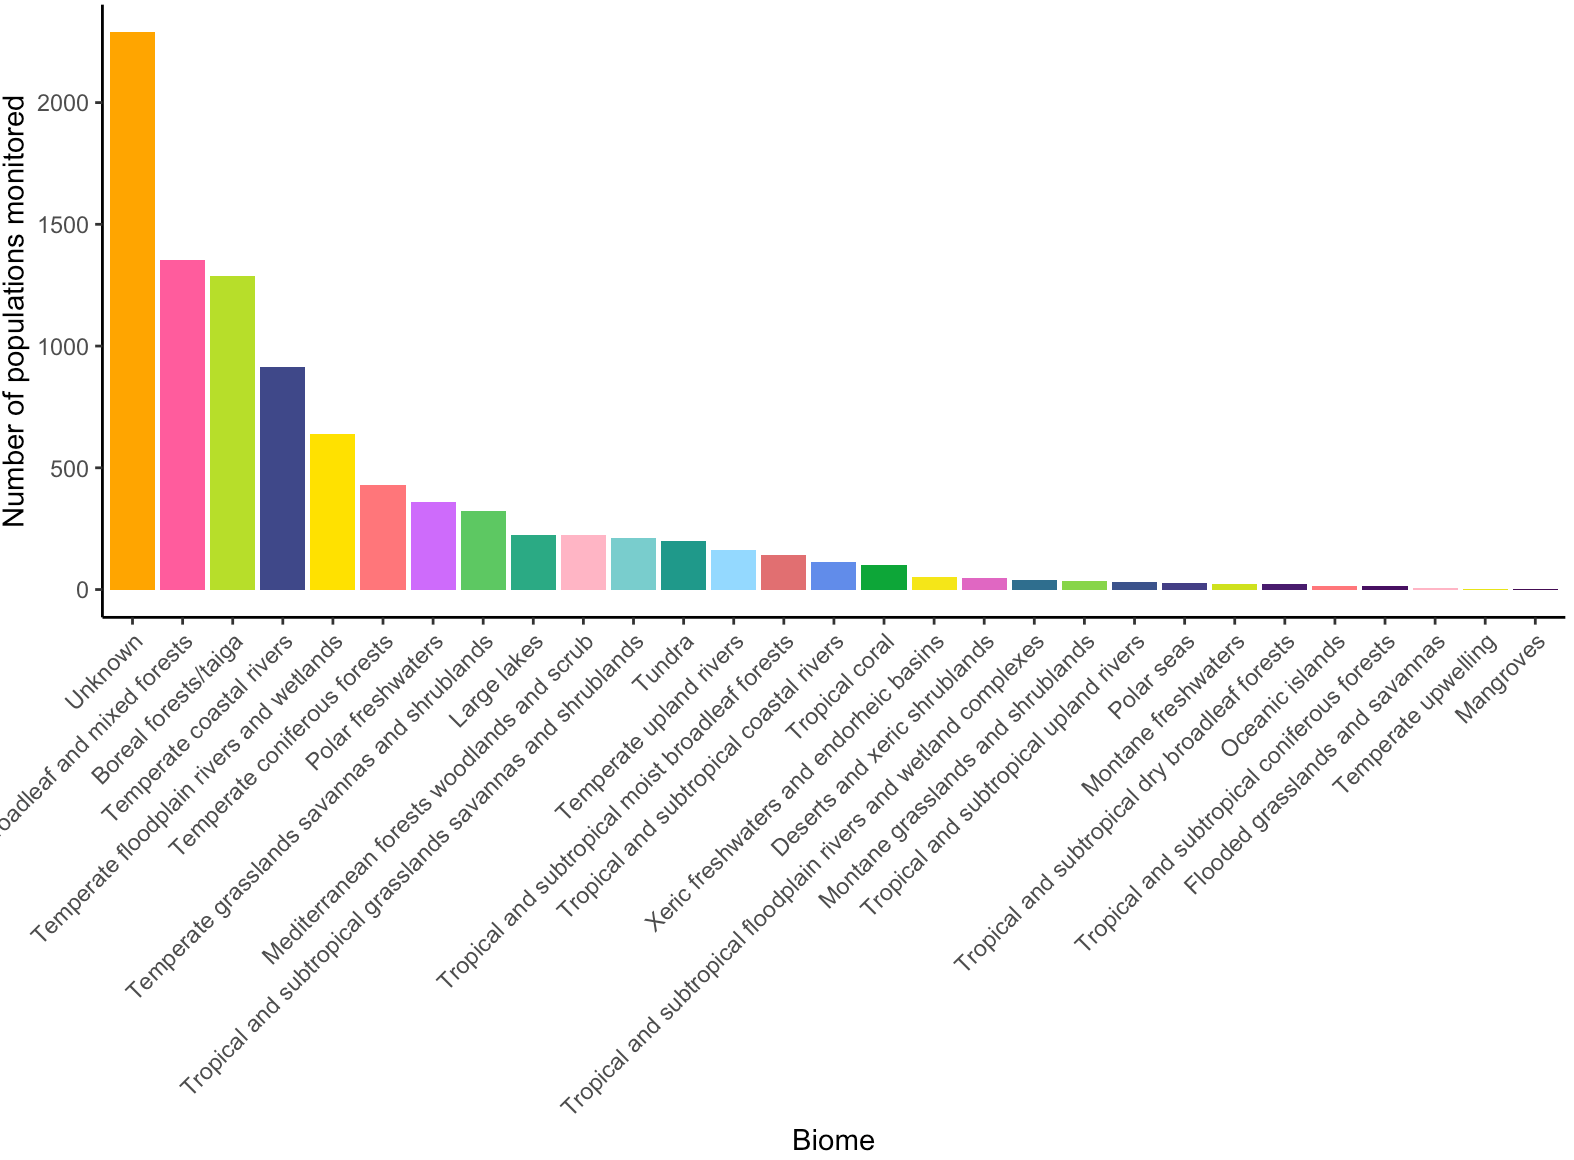 Number of populations monitored
2000
1500
1000
500
0
Unknown
and mixed forests
Boreal forests/taiga
Temperate coastal rivers
Temperate floodplain rivers and wetlands
Temperate coniferous forests
Polar freshwaters
Temperate grasslands savannas and shrublands
Large lakes
Mediterranean forests woodlands and scrub
Tropical and subtropical grasslands savannas and shrublands
Tundra
Temperate upland rivers
Tropical and subtropical moist broadleaf forests
Tropical and subtropical coastal rivers
Tropical coral
Xeric freshwaters and endorheic basins
Deserts and xeric shrublands
Tropical and subtropical floodplain rivers and wetland complexes
Montane grasslands and shrublands
Tropical and subtropical upland rivers
Polar seas
Montane freshwaters
Tropical and subtropical dry broadleaf forests
Oceanic islands
Tropical and subtropical coniferous forests
Flooded grasslands and savannas
Temperate upwelling
Mangroves
Biome